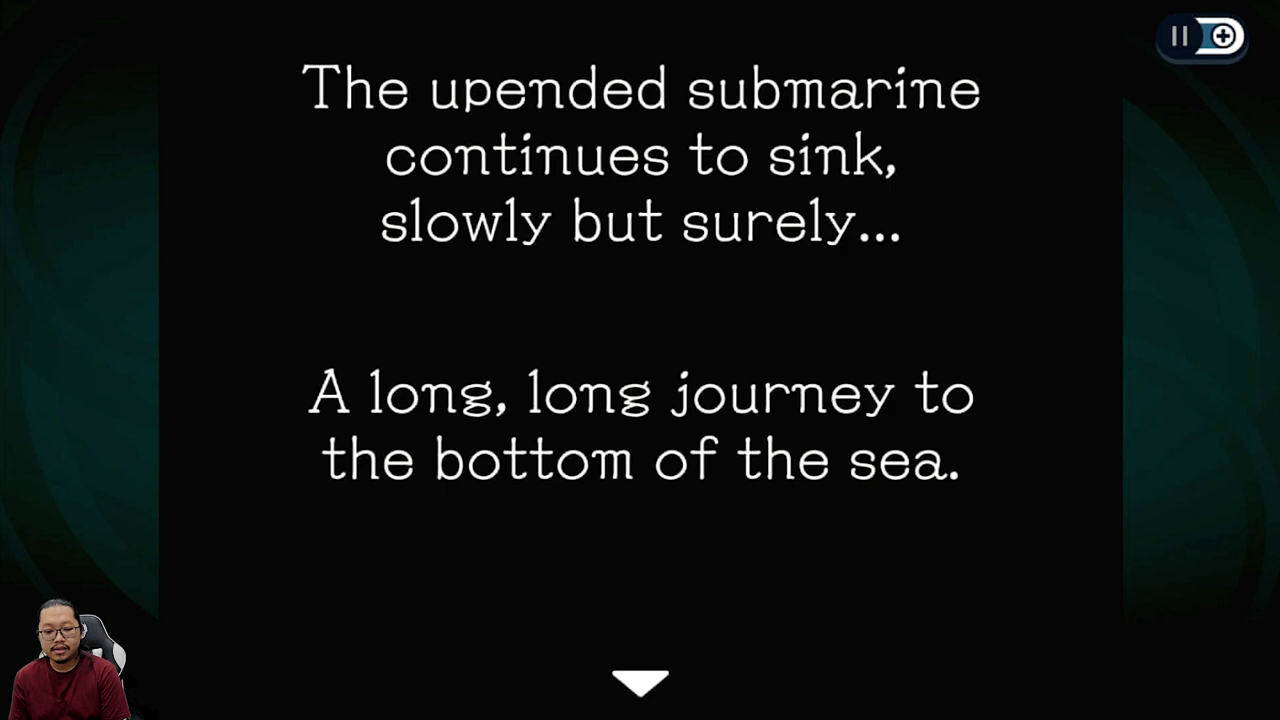 The upended submarine
continues to sink,
slowly but surely...
A long, long journey to
the bottom of the sea.